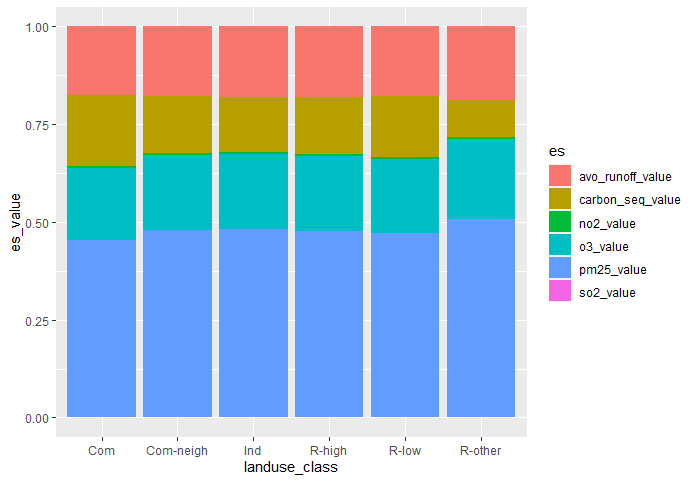 1.00
0.75
0.50
0.25
0.00
es_value
Com
Com-neigh
Ind
R-high
R-low
R-other
landuse_class
es
avo_runoff_value
carbon_seq_value
no2_value
o3_value
pm25_value
so2_value